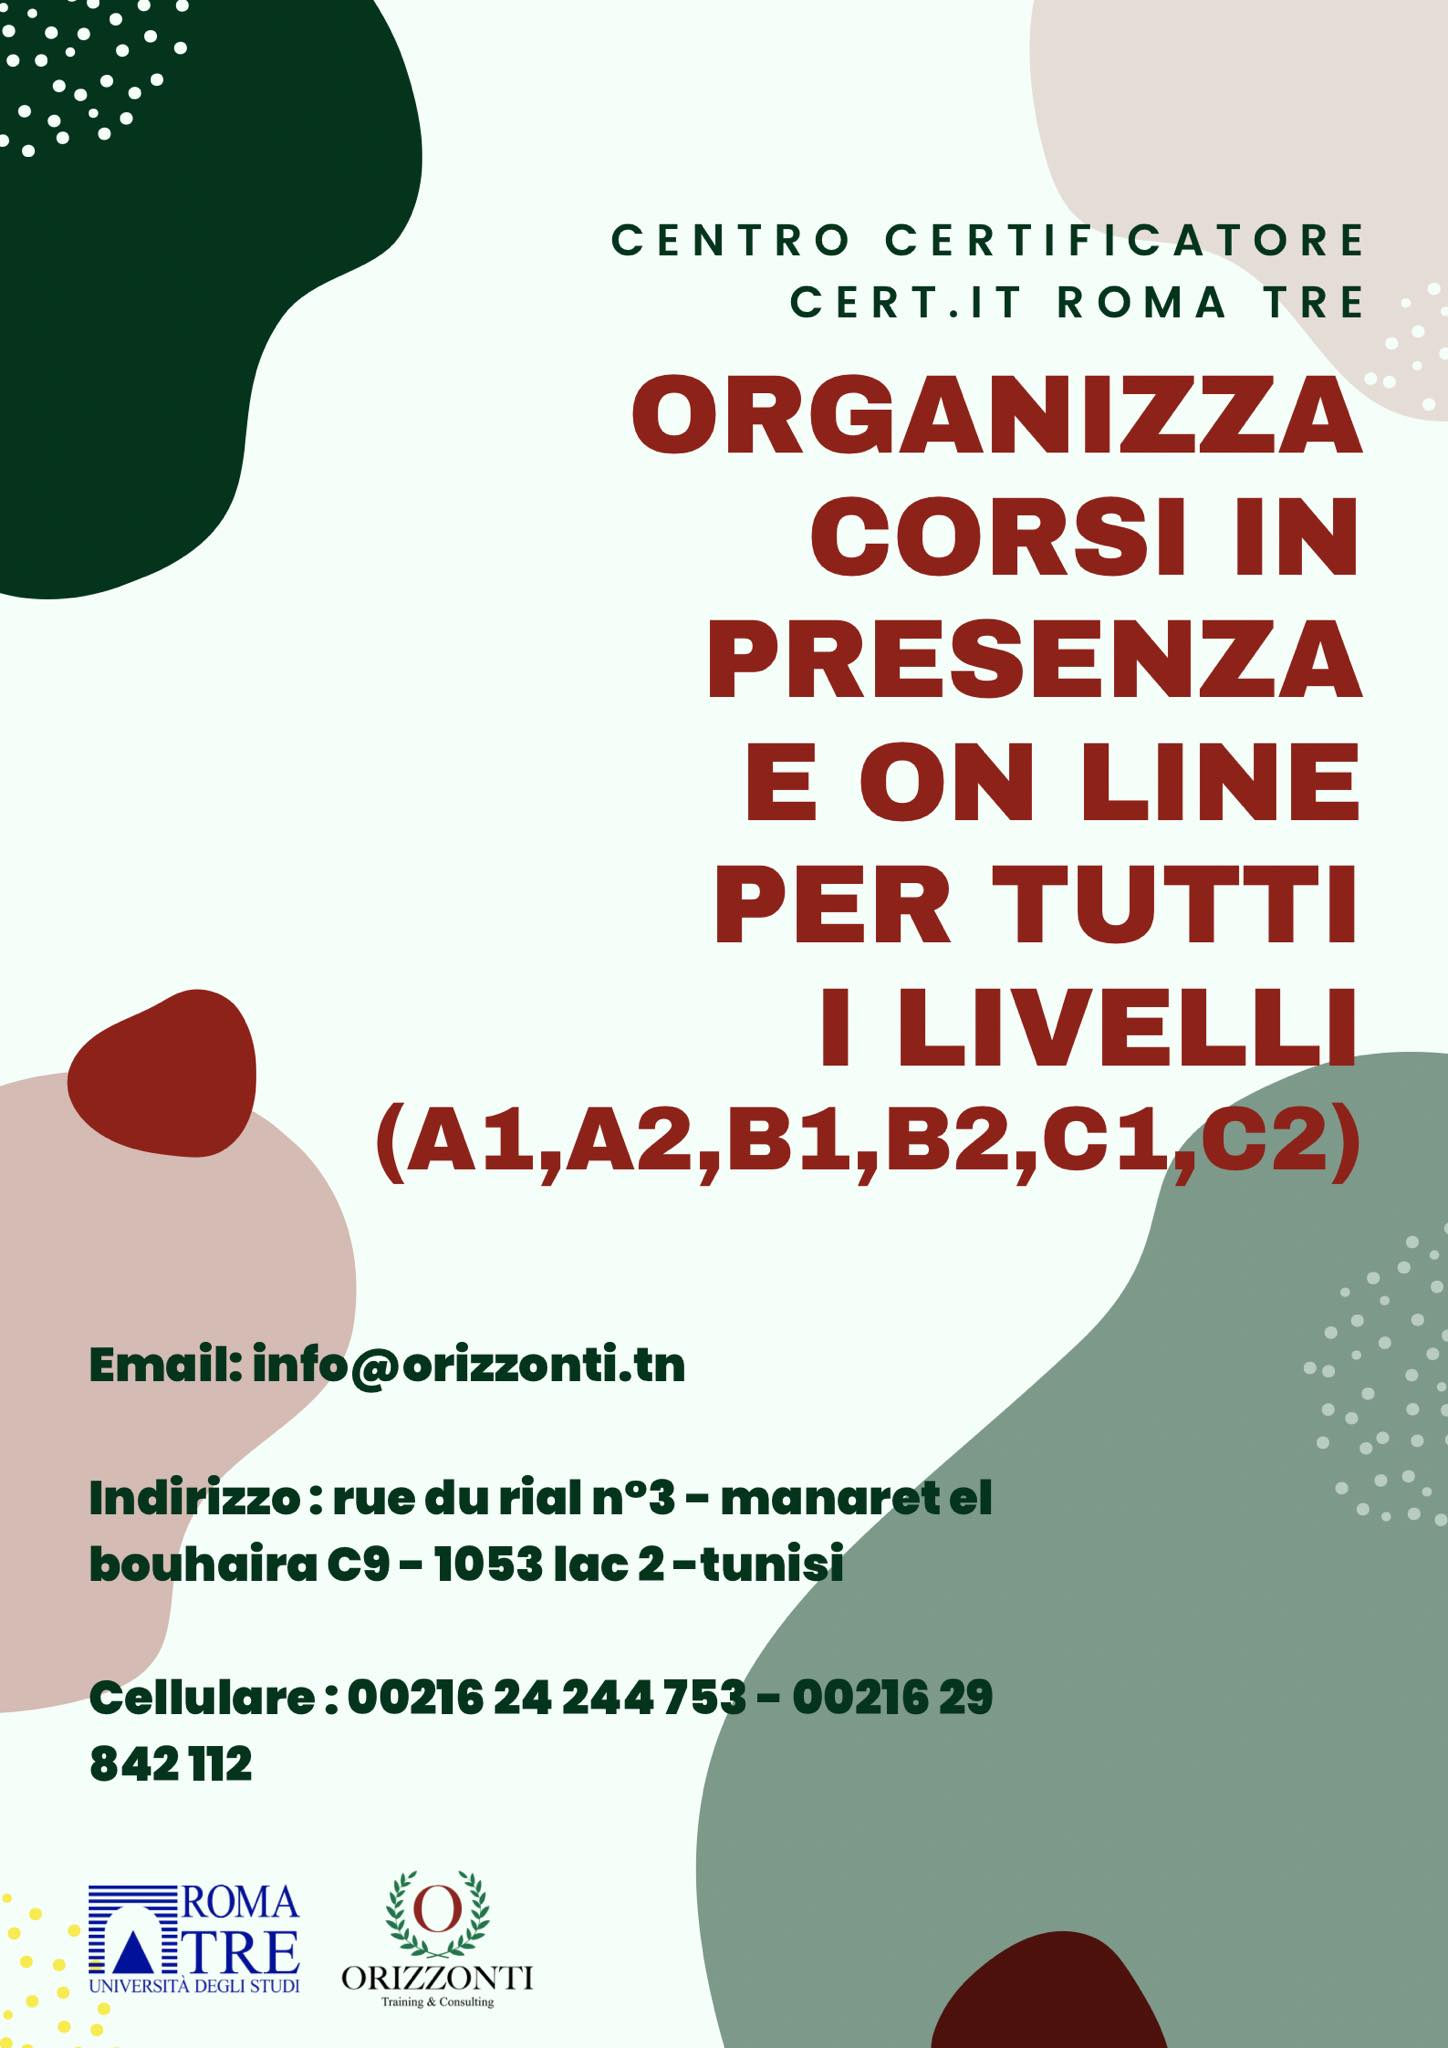 CENTRO CERTIFICATORE
CERT.IT ROMA TRE
ORGANIZZA
CORSI IN
PRESENZA
E ON LINE
PER TUTTI
I LIVELLI
(A1,A2,B1,B2,C1,C2)
Email: info@orizzonti.tn
Indirizzo : rue du rial n°3 – manaret el
bouhaira C9 – 1053 lac 2 –tunisi
Cellulare : 00216 24 244 753 – 00216 29
842 112
ROMA
TRE
UNIVERSITÀ DEGLI STUDI
O
ORIZZONTI
Training & Consulting